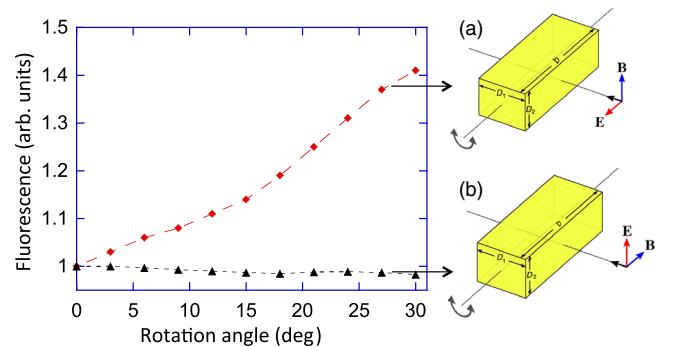 1.5
1.4
1.3
1.2
1.1
1
0 5 10 15 20 25 30
Fluorescence (arb. units)
Rotation angle (deg)
(a)
b
D1
D2
B
E
(b)
b
D1
D2
E
B